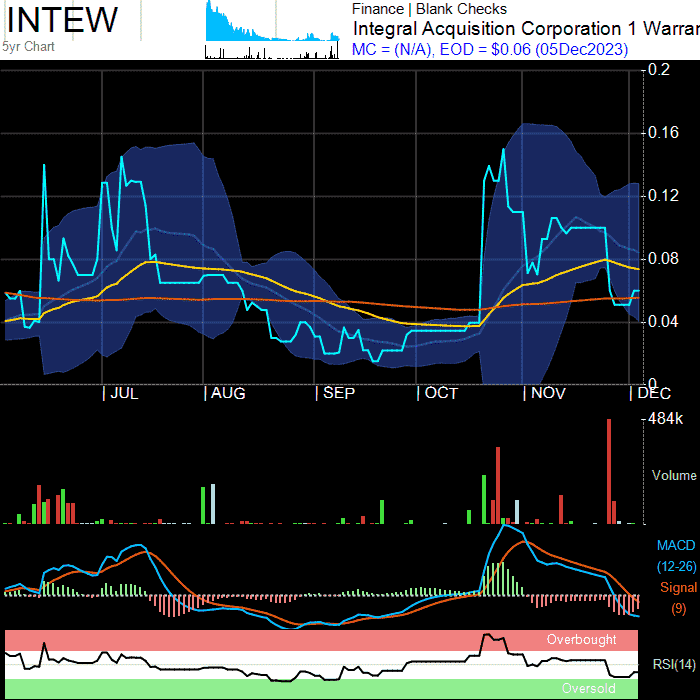 INTEW
5yr Chart
Finance | Blank Checks
Integral Acquisition Corporation 1 Warrar
MC = (N/A), EOD = $0.06 (05Dec2023)
0.2
0.16
0.12
0.08
0.04
0
JUL AUG SEP OCT NOV DEC
484k
Volume
MACD
(12-26)
Signal
(9)
Overbought
RSI(14)
Oversold